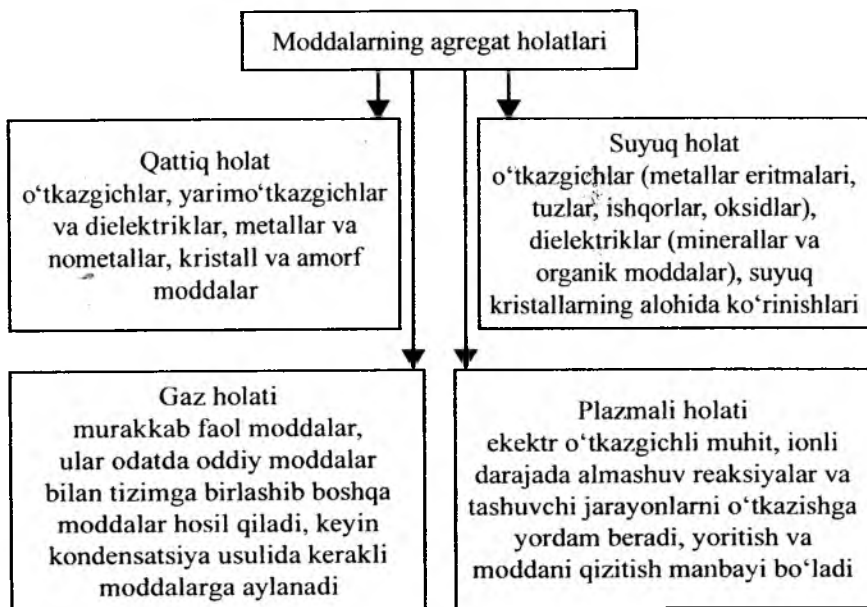 Moddalarning agregat holatlari
Qattiq holat
o‘tkazgichlar, yarimo‘tkazgichlar
va dielektriklar, metallar va
nometallar, kristall va amorf
moddalar
Suyuq holat
o‘tkazgichlar (metallar eritmalari,
tuzlar, ishqorlar, oksidlar),
dielektriklar (minerallar va
organik moddalar), suyuq
kristallarning alohida ko‘rinishlari
Gaz holati
murakkab faol moddalar,
ular odatda oddiy moddalar
bilan tizimga birlashib boshqa
moddalar hosil qiladi, keyin
kondensatsiya usulida kerakli
moddalarga aylanadi
Plazmali holati
ekektr o‘tkazgichli muhit, ionli
darajada almashuv reaksiyalar va
tashuvchi jarayonlarni o‘tkazishga
yordam beradi, yoritish va
moddani qizitish manbayi bo‘ladi